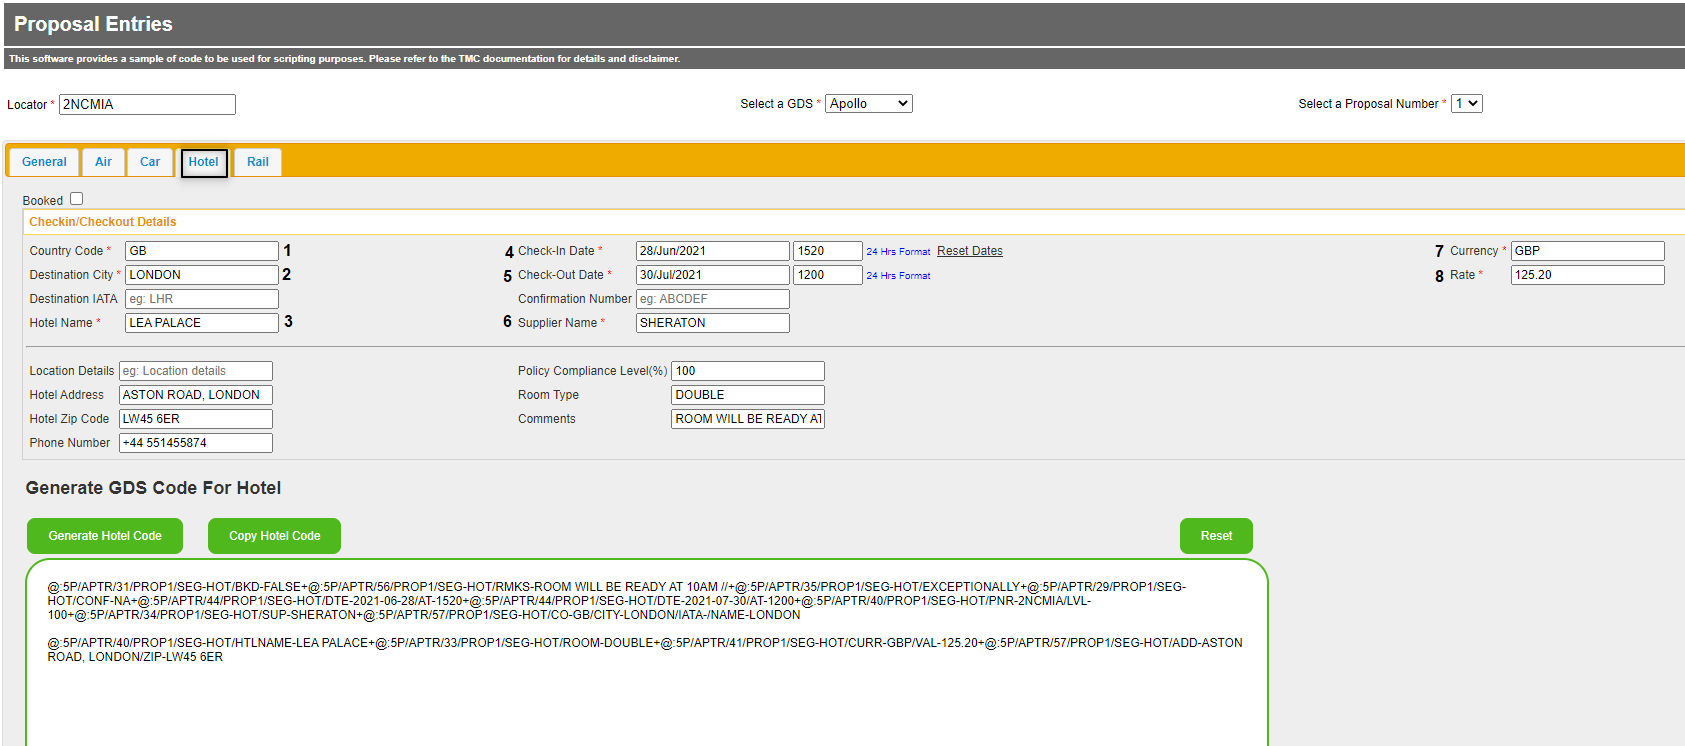 Proposal Entries
This software provides a sample of code to be used for scripting purposes. Please refer to the TMC documentation for details and disclaimer.
Locator * 2NCMIA Select a GDS * Apollo Select a Proposal Number * 1
General Air Car Hotel Rail
Booked
Checkin/Checkout Details
Country Code * GB 1 4 Check-In Date * 28/Jun/2021 1520 24 Hrs Format Reset Dates 7 Currency * GBP
Destination City * LONDON 2 5 Check-Out Date * 30/Jul/2021 1200 24 Hrs Format 8 Rate * 125.20
Destination IATA eg: LHR Confirmation Number eg: ABCDEF
Hotel Name * LEA PALACE 3 6 Supplier Name * SHERATON
Location Details eg: Location details Policy Compliance Level(%) 100
Hotel Address ASTON ROAD, LONDON Room Type DOUBLE
Hotel Zip Code LW45 6ER Comments ROOM WILL BE READY AT
Phone Number +44 551455874
Generate GDS Code For Hotel
Generate Hotel Code Copy Hotel Code Reset
@:5P/APTR/31/PROP1/SEG-HOT/BKD-FALSE+@:5P/APTR/56/PROP1/SEG-HOT/RMKS-ROOM WILL BE READY AT 10AM //+@:5P/APTR/35/PROP1/SEG-HOT/EXCEPTIONALLY+@:5P/APTR/29/PROP1/SEG-
HOT/CONF-NA+@:5P/APTR/44/PROP1/SEG-HOT/DTE-2021-06-28/AT-1520+@:5P/APTR/44/PROP1/SEG-HOT/DTE-2021-07-30/AT-1200+@:5P/APTR/40/PROP1/SEG-HOT/PNR-2NCMIA/LVL-
100+@:5P/APTR/34/PROP1/SEG-HOT/SUP-SHERATON+@:5P/APTR/57/PROP1/SEG-HOT/CO-GB/CITY-LONDON/IATA-/NAME-LONDON
@:5P/APTR/40/PROP1/SEG-HOT/HTLNAME-LEA PALACE+@:5P/APTR/33/PROP1/SEG-HOT/ROOM-DOUBLE+@:5P/APTR/41/PROP1/SEG-HOT/CURR-GBP/VAL-125.20+@:5P/APTR/57/PROP1/SEG-HOT/ADD-ASTON
ROAD, LONDON/ZIP-LW45 6ER